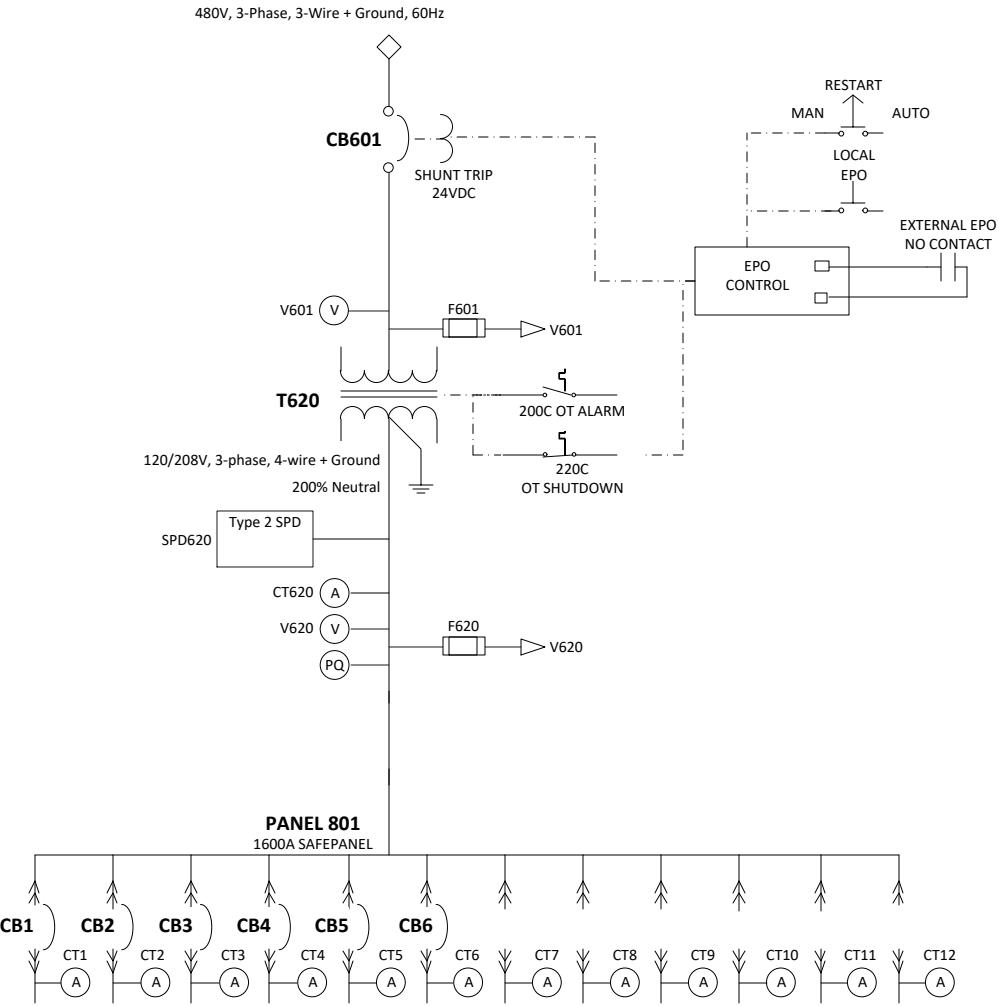 480V, 3-Phase, 3-Wire + Ground, 60Hz
RESTART
MAN
AUTO
CB601
SHUNT TRIP
24VDC
LOCAL
EPO
EXTERNAL EPO
NO CONTACT
EPO
CONTROL
V601
V
F601
V601
T620
200C OT ALARM
120/208V, 3-phase, 4-wire + Ground
200% Neutral
220C
OT SHUTDOWN
SPD620
Type 2 SPD
CT620
A
V620
V
F620
V620
PQ
PANEL 801
1600A SAFEPANEL
CB1
CB2
CB3
CB4
CB5
CB6
CT1
CT2
CT3
CT4
CT5
CT6
CT7
CT8
CT9
CT10
CT11
CT12
A
A
A
A
A
A
A
A
A
A
A
A